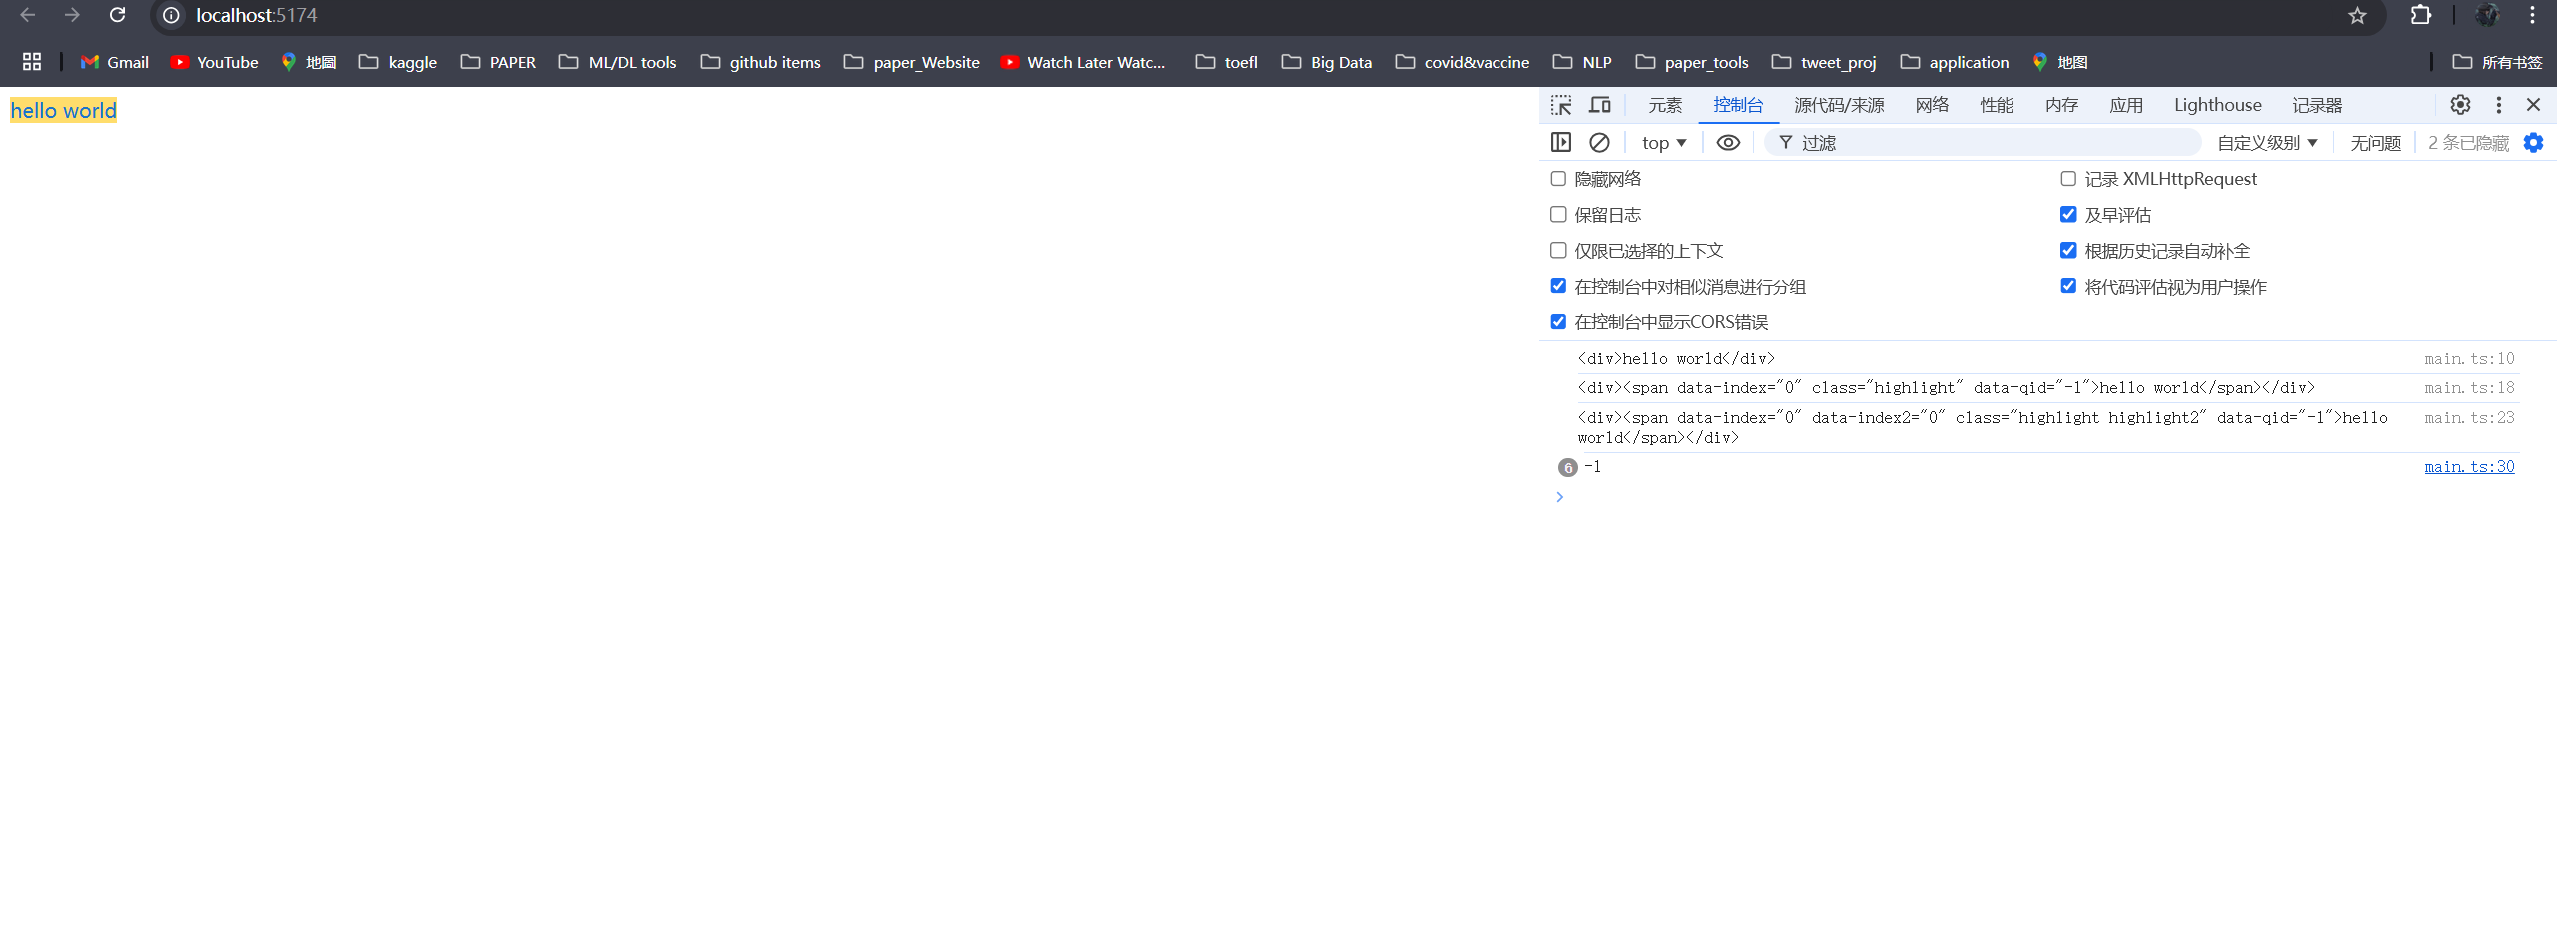 localhost:5174
Gmail YouTube 地圖 kaggle PAPER ML/DL tools github items paper_Website Watch Later Watc... toefl Big Data covid&vaccine NLP paper_tools tweet_proj application 地图 所有书签
hello world
元素 控制台 源代码/来源 网络 性能 内存 应用 Lighthouse 记录器
top 过滤 自定义级别 无问题 2 条已隐藏
隐藏网络 记录 XMLHttpRequest
保留日志 及早评估
仅限已选择的上下文 根据历史记录自动补全
在控制台中对相似消息进行分组 将代码评估视为用户操作
在控制台中显示CORS错误
<div>hello world</div> main.ts:10
<div><span data-index="0" class="highlight" data-qid="-1">hello world</span></div> main.ts:18
<div><span data-index="0" data-index2="0" class="highlight highlight2" data-qid="-1">hello main.ts:23
world</span></div>
6 -1 main.ts:30